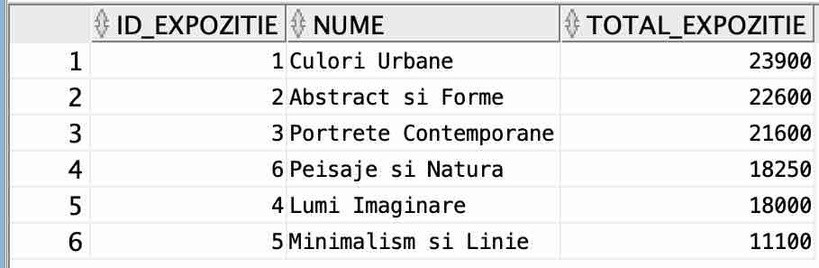 ID_EXPOZITIE NUME TOTAL_EXPOZITIE
1 1 Culori Urbane 23900
2 2 Abstract si Forme 22600
3 3 Portrete Contemporane 21600
4 6 Peisaje si Natura 18250
5 4 Lumi Imaginare 18000
6 5 Minimalism si Linie 11100